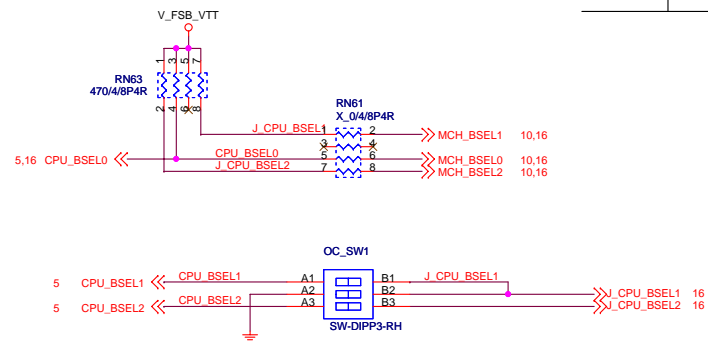 V_FSB_VTT
1 3 5 7
RN63
470/4/8P4R
2 4 6 8
RN61
X_0/4/8P4R
J_CPU_BSEL1 1 2 MCH_BSEL1 10,16
3 4
5,16 CPU_BSEL0 CPU_BSEL0 5 6 MCH_BSEL0 10,16
J_CPU_BSEL2 7 8 MCH_BSEL2 10,16
OC_SW1
5 CPU_BSEL1 CPU_BSEL1 A1 B1 J_CPU_BSEL1
A2 B2 J_CPU_BSEL1 16
5 CPU_BSEL2 CPU_BSEL2 A3 B3 J_CPU_BSEL2 16
SW-DIPP3-RH